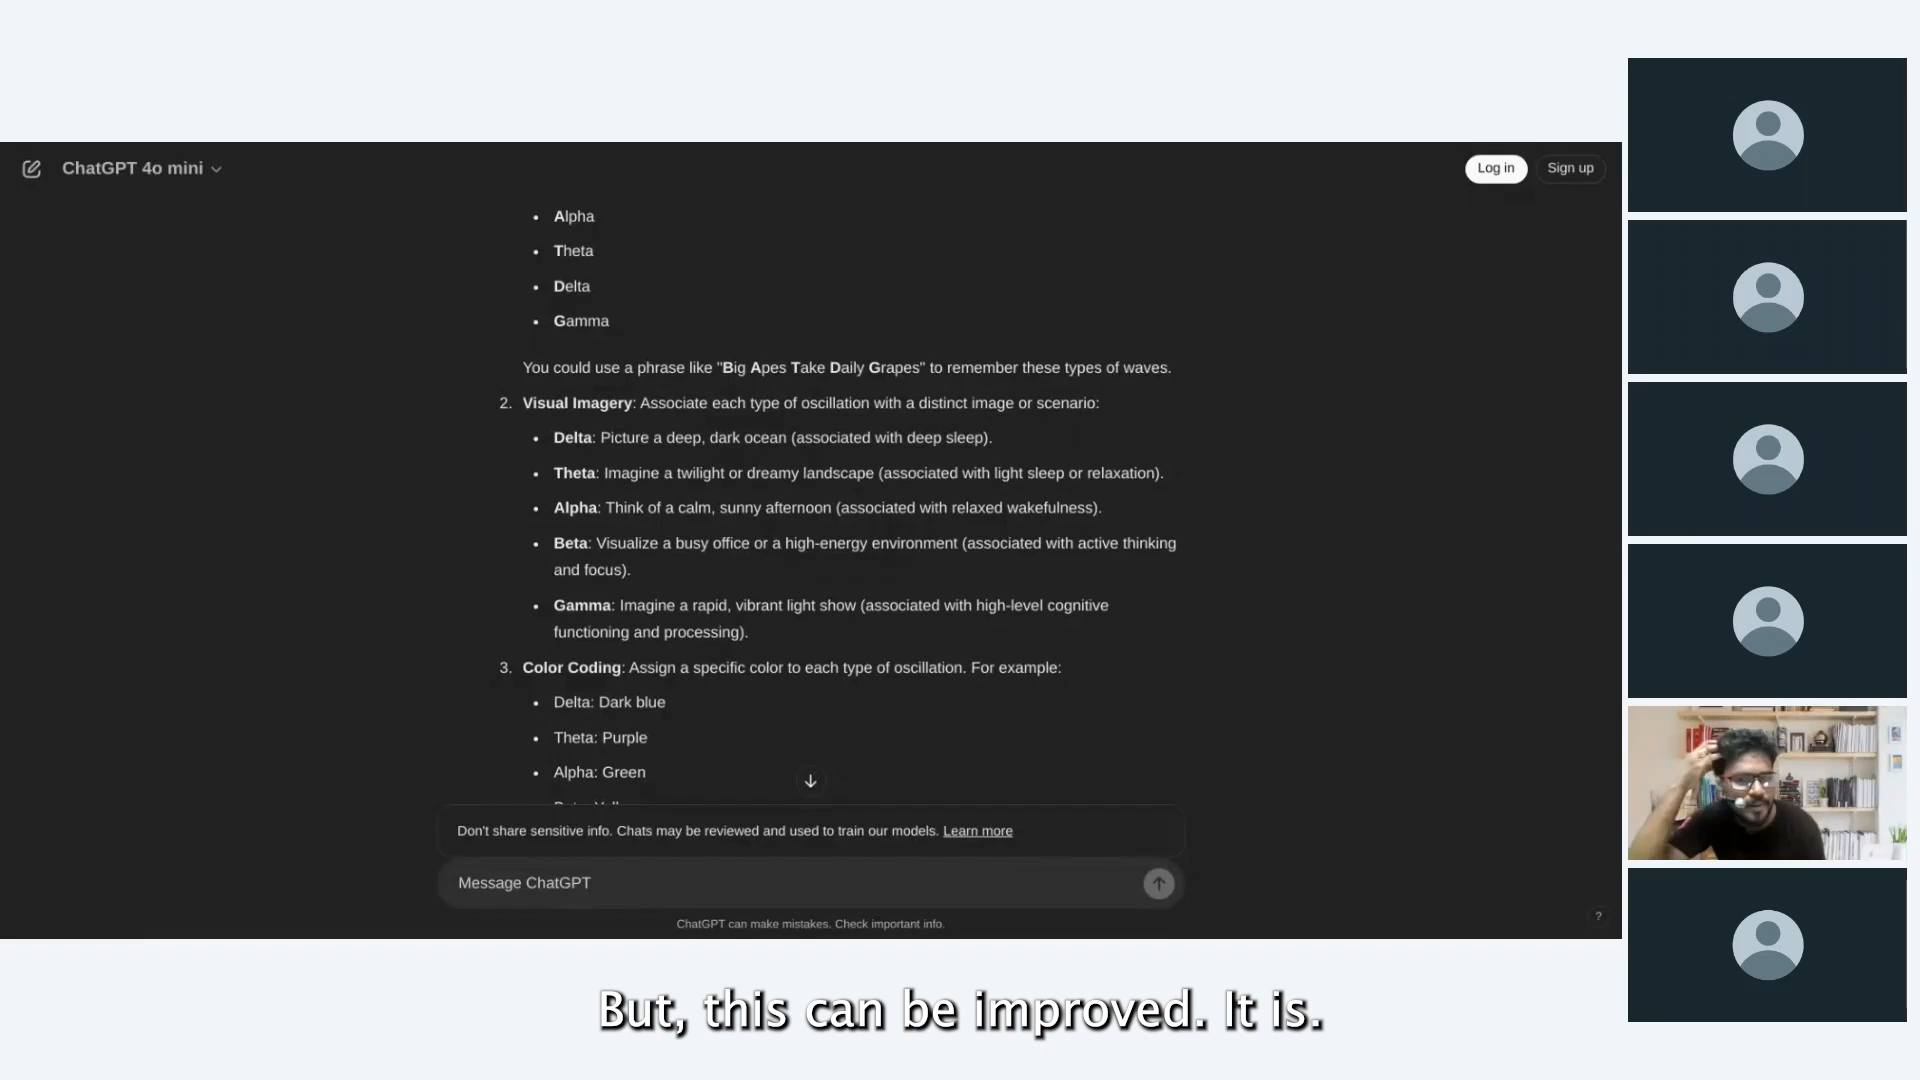 ChatGPT 4o mini
Log in
Sign up
Alpha
Theta
Delta
Gamma
You could use a phrase like "Big Apes Take Daily Grapes" to remember these types of waves.
2. Visual Imagery: Associate each type of oscillation with a distinct image or scenario:
Delta: Picture a deep, dark ocean (associated with deep sleep).
Theta: Imagine a twilight or dreamy landscape (associated with light sleep or relaxation).
Alpha: Think of a calm, sunny afternoon (associated with relaxed wakefulness).
Beta: Visualize a busy office or a high-energy environment (associated with active thinking
and focus).
Gamma: Imagine a rapid, vibrant light show (associated with high-level cognitive
functioning and processing).
3. Color Coding: Assign a specific color to each type of oscillation. For example:
Delta: Dark blue
Theta: Purple
Alpha: Green
Don't share sensitive info. Chats may be reviewed and used to train our models. Learn more
Message ChatGPT
ChatGPT can make mistakes. Check important info.
?
But, this can be improved. It is.